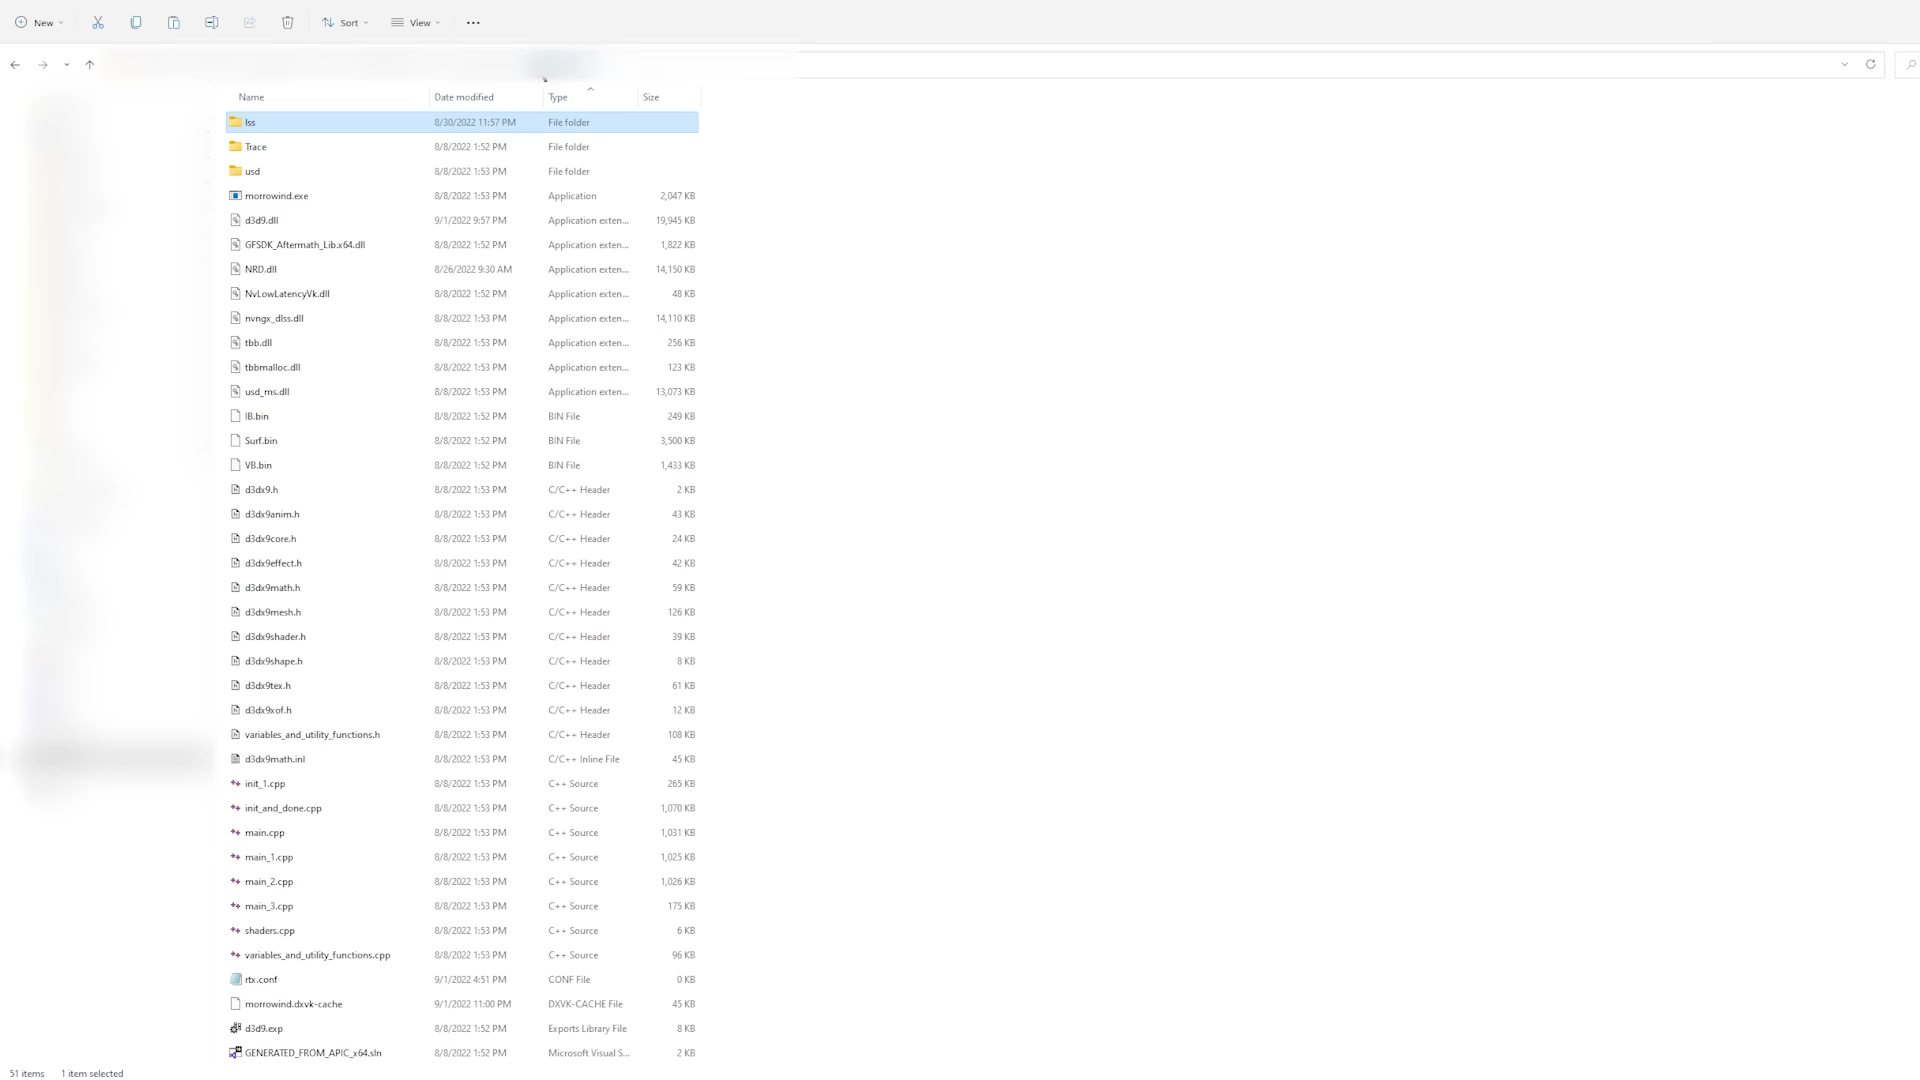 New Sort View
Name Date modified Type Size
lss 8/30/2022 11:57 PM File folder
Trace 8/8/2022 1:52 PM File folder
usd 8/8/2022 1:53 PM File folder
morrowind.exe 8/8/2022 1:53 PM Application 2,047 KB
d3d9.dll 9/1/2022 9:57 PM Application exten... 19,945 KB
GFSDK_Aftermath_Lib.x64.dll 8/8/2022 1:52 PM Application exten... 1,822 KB
NRD.dll 8/26/2022 9:30 AM Application exten... 14,150 KB
NvLowLatencyVk.dll 8/8/2022 1:52 PM Application exten... 48 KB
nvngx_dlss.dll 8/8/2022 1:53 PM Application exten... 14,110 KB
tbb.dll 8/8/2022 1:53 PM Application exten... 256 KB
tbbmalloc.dll 8/8/2022 1:53 PM Application exten... 123 KB
usd_ms.dll 8/8/2022 1:53 PM Application exten... 13,073 KB
IB.bin 8/8/2022 1:52 PM BIN File 249 KB
Surf.bin 8/8/2022 1:52 PM BIN File 3,500 KB
VB.bin 8/8/2022 1:52 PM BIN File 1,433 KB
d3dx9.h 8/8/2022 1:53 PM C/C++ Header 2 KB
d3dx9anim.h 8/8/2022 1:53 PM C/C++ Header 43 KB
d3dx9core.h 8/8/2022 1:53 PM C/C++ Header 24 KB
d3dx9effect.h 8/8/2022 1:53 PM C/C++ Header 42 KB
d3dx9math.h 8/8/2022 1:53 PM C/C++ Header 59 KB
d3dx9mesh.h 8/8/2022 1:53 PM C/C++ Header 126 KB
d3dx9shader.h 8/8/2022 1:53 PM C/C++ Header 39 KB
d3dx9shape.h 8/8/2022 1:53 PM C/C++ Header 8 KB
d3dx9tex.h 8/8/2022 1:53 PM C/C++ Header 61 KB
d3dx9xof.h 8/8/2022 1:53 PM C/C++ Header 12 KB
variables_and_utility_functions.h 8/8/2022 1:53 PM C/C++ Header 108 KB
d3dx9math.inl 8/8/2022 1:53 PM C/C++ Inline File 45 KB
init_1.cpp 8/8/2022 1:53 PM C++ Source 265 KB
init_and_done.cpp 8/8/2022 1:53 PM C++ Source 1,070 KB
main.cpp 8/8/2022 1:53 PM C++ Source 1,031 KB
main_1.cpp 8/8/2022 1:53 PM C++ Source 1,025 KB
main_2.cpp 8/8/2022 1:53 PM C++ Source 1,026 KB
main_3.cpp 8/8/2022 1:53 PM C++ Source 175 KB
shaders.cpp 8/8/2022 1:53 PM C++ Source 6 KB
variables_and_utility_functions.cpp 8/8/2022 1:53 PM C++ Source 96 KB
rtx.conf 9/1/2022 4:51 PM CONF File 0 KB
morrowind.dxvk-cache 9/1/2022 11:00 PM DXVK-CACHE File 45 KB
d3d9.exp 8/8/2022 1:52 PM Exports Library File 8 KB
GENERATED_FROM_APIC_x64.sln 8/8/2022 1:52 PM Microsoft Visual S... 2 KB
51 items 1 item selected